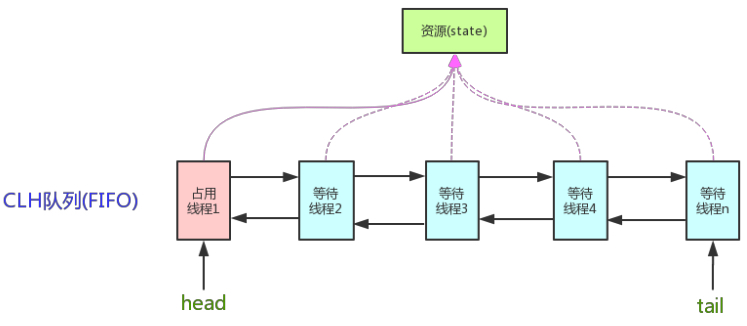 资源(state)
CLH队列(FIFO)
占用
线程1
等待
线程2
等待
线程3
等待
线程4
等待
线程n
head
tail